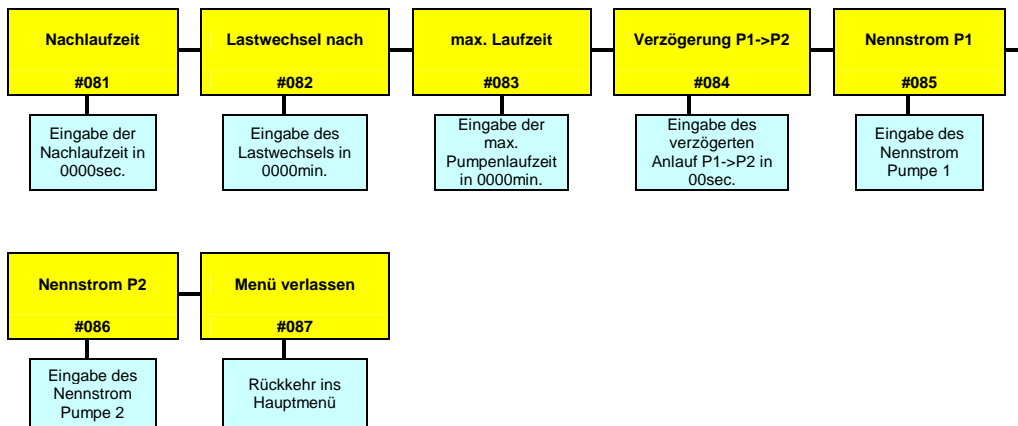 Nachlaufzeit
#081
Eingabe der
Nachlaufzeit in
0000sec.
Lastwechsel nach
#082
Eingabe des
Lastwechsels in
0000min.
max. Laufzeit
#083
Eingabe der
max.
Pumpenlaufzeit
in 0000min.
Verzögerung P1->P2
#084
Eingabe des
verzögerten
Anlauf P1->P2 in
00sec.
Nennstrom P1
#085
Eingabe des
Nennstrom
Pumpe 1
Nennstrom P2
#086
Eingabe des
Nennstrom
Pumpe 2
Menü verlassen
#087
Rückkehr ins
Hauptmenü